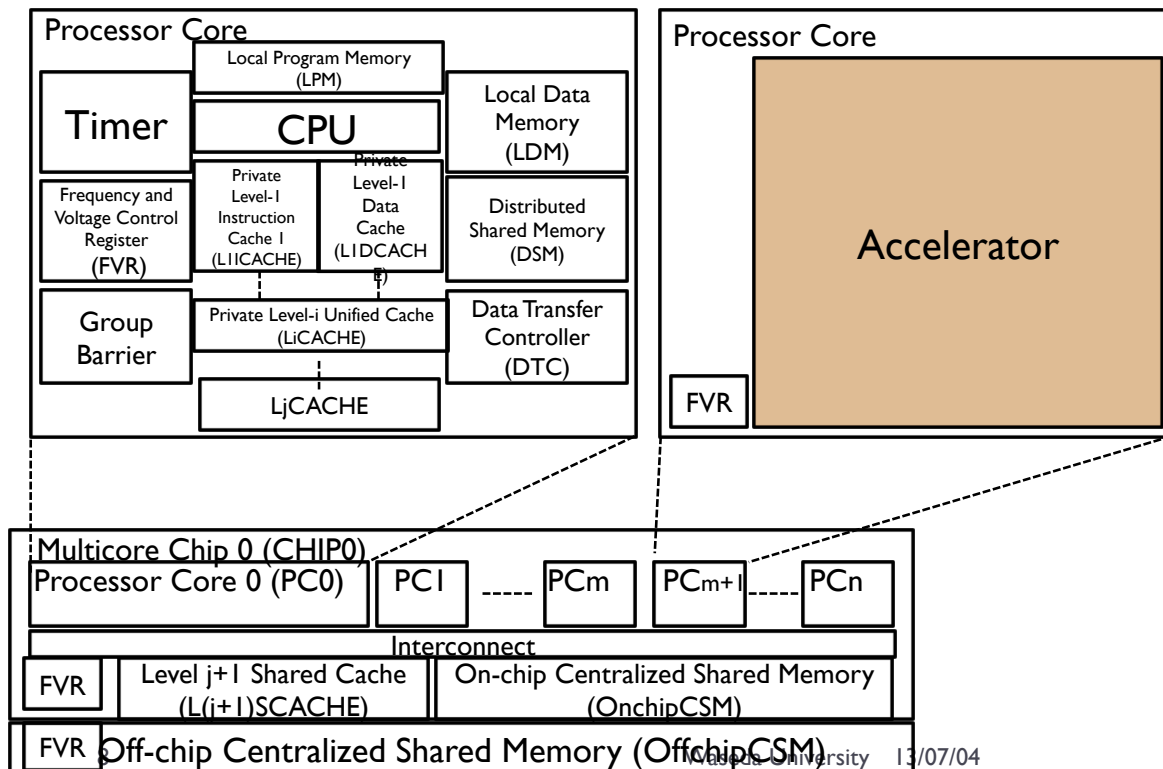 Processor Core
Local Program Memory
(LPM)
Timer
CPU
Local Data
Memory
(LDM)
Frequency and
Voltage Control
Register
(FVR)
Private
Level-1
Instruction
Cache 1
(L1ICACHE)
Private
Level-1
Data
Cache
(L1DCACH
E)
Distributed
Shared Memory
(DSM)
Group
Barrier
Private Level-i Unified Cache
(LiCACHE)
Data Transfer
Controller
(DTC)
LjCACHE
Processor Core
Accelerator
FVR
Multicore Chip 0 (CHIP0)
Processor Core 0 (PC0)
PC1
PCm
PCm+1
PCn
Interconnect
FVR
Level j+1 Shared Cache
(L(j+1)SCACHE)
On-chip Centralized Shared Memory
(OnchipCSM)
FVR
Off-chip Centralized Shared Memory (OffchipCSM)
8
Waseda University 13/07/04